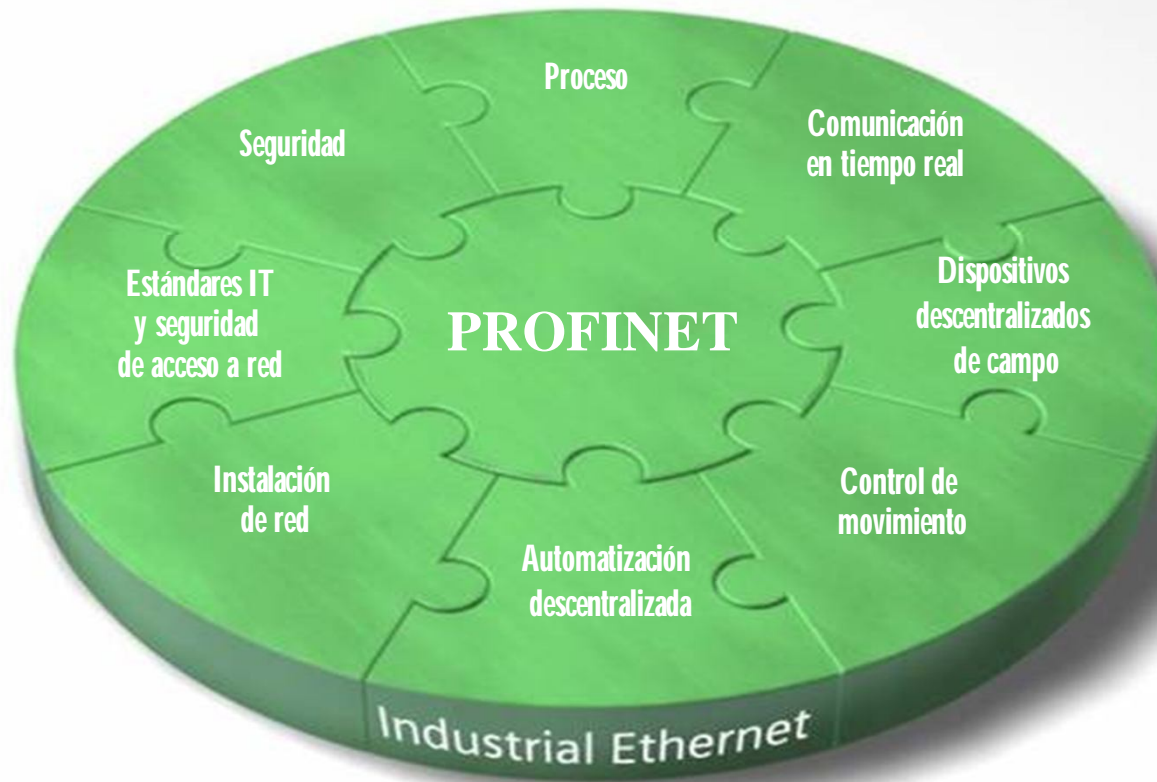 Proceso
Comunicación
en tiempo real
Seguridad
Dispositivos
descentralizados
de campo
Estándares IT
y seguridad
de acceso a red
PROFINET
Control de
movimiento
Instalación
de red
Automatización
descentralizada
Industrial Ethernet